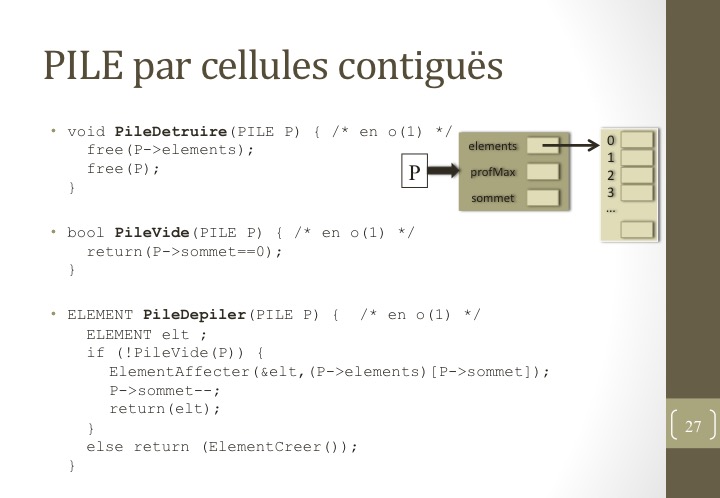 PILE par cellules contiguës
• void PileDetruire(PILE P) { /* en o(1) */
free(P->elements);
free(P);
}
• bool PileVide(PILE P) { /* en o(1) */
return(P->sommet==0);
}
• ELEMENT PileDepiler(PILE P) {  /* en o(1) */
ELEMENT elt ;
if (!PileVide(P)) {
ElementAffecter(&elt,(P->elements)[P->sommet]);
P->sommet--;
return(elt);
}
else return (ElementCreer());
}
P
elements
profMax
sommet
0
1
2
3
...
27